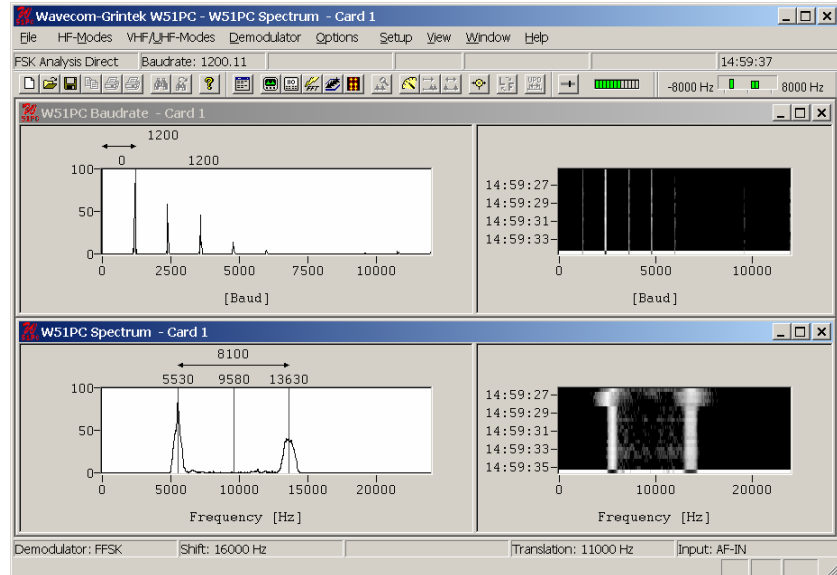 Wavecom-Grintek W51PC - W51PC Spectrum - Card 1
File HF-Modes VHF/UHF-Modes Demodulator Options Setup View Window Help
FSK Analysis Direct Baudrate: 1200.11 14:59:37
-8000 Hz 8000 Hz
W51PC Baudrate - Card 1
1200
0 1200
100
50
0
0 2500 5000 7500 10000
[Baud]
14:59:27
14:59:29
14:59:31
14:59:33
0 5000 10000
[Baud]
W51PC Spectrum - Card 1
8100
5530 9580 13630
100
50
0
0 5000 10000 15000 20000
Frequency [Hz]
14:59:27
14:59:29
14:59:31
14:59:33
14:59:35
0 10000 20000
Frequency [Hz]
Demodulator: FFSK Shift: 16000 Hz Translation: 11000 Hz Input: AF-IN